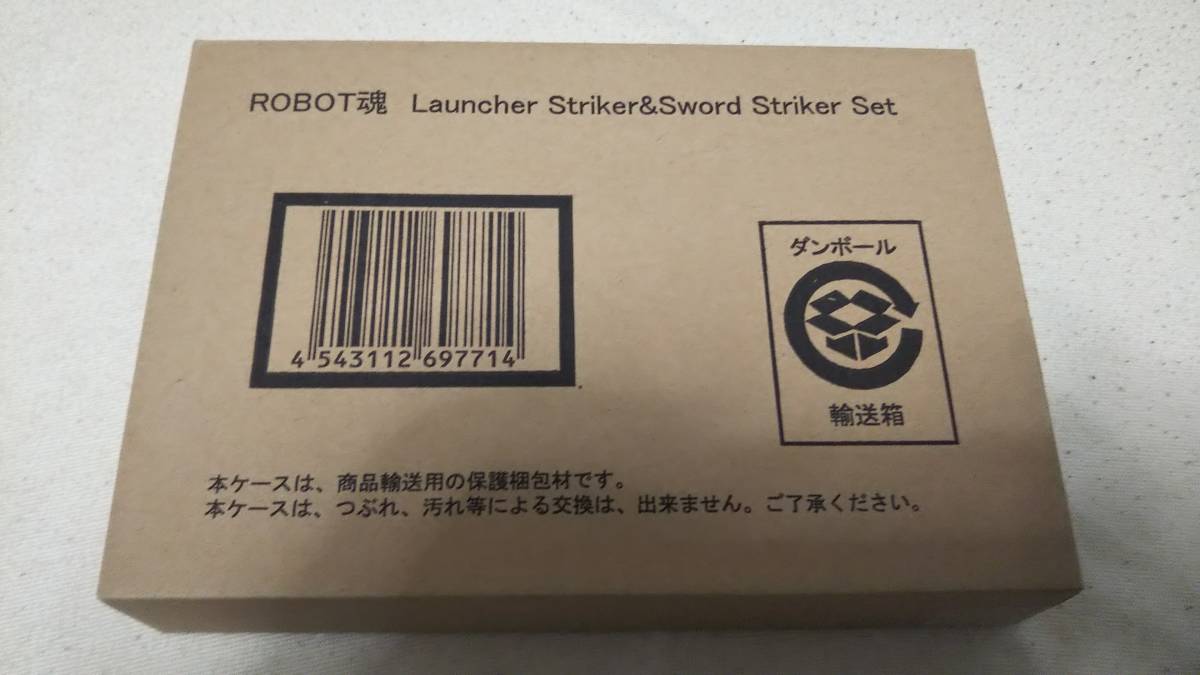 ROBOT魂 Launcher Striker&Sword Striker Set
4 543112 697714
ダンボール
輸送箱
本ケースは、商品輸送用の保護梱包材です。
本ケースは、つぶれ、汚れ等による交換は、出来ません。ご了承ください。